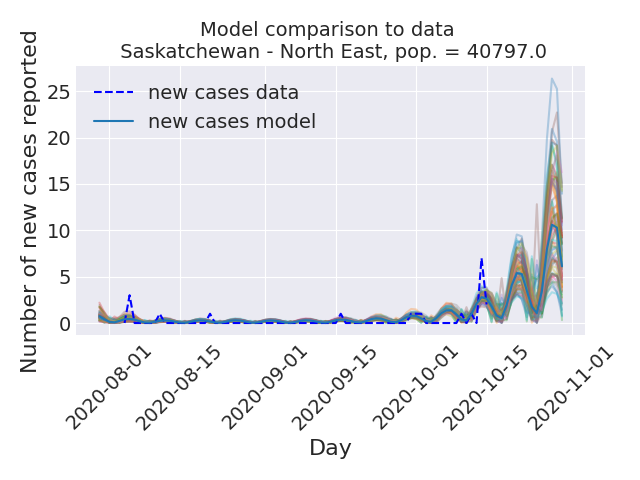 Model comparison to data
Saskatchewan - North East, pop. = 40797.0
Number of new cases reported
25
20
15
10
5
0
new cases data
new cases model
2020-08-01
2020-08-15
2020-09-01
2020-09-15
2020-10-01
2020-10-15
2020-11-01
Day